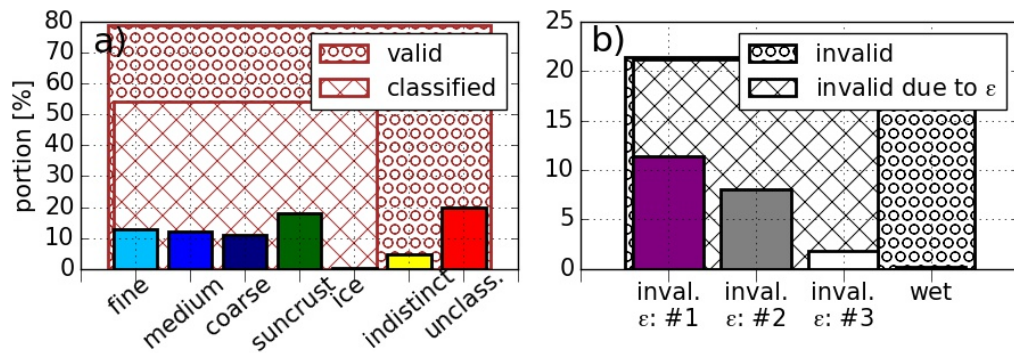 a)
valid
classified
portion [%]
80
70
60
50
40
30
20
10
0
fine
medium
coarse
suncrust
ice
indistinct
unclass.
b)
invalid
invalid due to ε
25
20
15
10
5
0
inval. inval. inval. wet
ε: #1 ε: #2 ε: #3